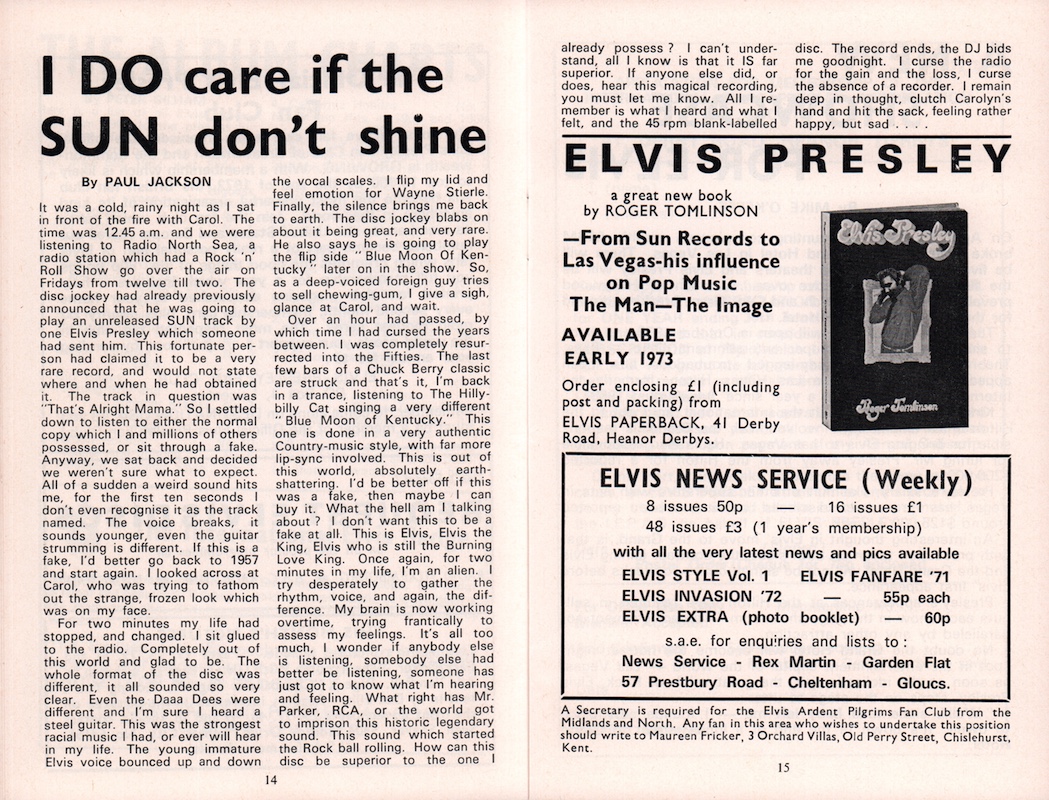 I DO care if the
SUN don't shine
By PAUL JACKSON
It was a cold, rainy night as I sat
in front of the fire with Carol. The
time was 12.45 a.m. and we were
listening to Radio North Sea, a
radio station which had a Rock 'n'
Roll Show go over the air on
Fridays from twelve till two. The
disc jockey had already previously
announced that he was going to
play an unreleased SUN track by
one Elvis Presley which someone
had sent him. This fortunate per-
son had claimed it to be a very
rare record, and would not state
where and when he had obtained
it. The track in question was
"That's Alright Mama." So I settled
down to listen to either the normal
copy which I and millions of others
possessed, or sit through a fake.
Anyway, we sat back and decided
we weren't sure what to expect.
All of a sudden a weird sound hits
me, for the first ten seconds I
don't even recognise it as the track
named. The voice breaks, it
sounds younger, even the guitar
strumming is different. If this is a
fake, I'd better go back to 1957
and start again. I looked across at
Carol, who was trying to fathom
out the strange, frozen look which
was on my face.
For two minutes my life had
stopped, and changed. I sit glued
to the radio. Completely out of
this world and glad to be. The
whole format of the disc was
different, it all sounded so very
clear. Even the Daaa Dees were
different and I'm sure I heard a
steel guitar. This was the strongest
racial music I had, or ever will hear
in my life. The young immature
Elvis voice bounced up and down
the vocal scales. I flip my lid and
feel emotion for Wayne Stierle.
Finally, the silence brings me back
to earth. The disc jockey blabs on
about it being great, and very rare.
He also says he is going to play
the flip side "Blue Moon Of Ken-
tucky" later on in the show. So,
as a deep-voiced foreign guy tries
to sell chewing-gum, I give a sigh,
glance at Carol, and wait.
Over an hour had passed, by
which time I had cursed the years
between. I was completely resur-
rected into the Fifties. The last
few bars of a Chuck Berry classic
are struck and that's it, I'm back
in a trance, listening to The Hilly-
billy Cat singing a very different
"Blue Moon of Kentucky." This
one is done in a very authentic
Country-music style, with far more
lip-sync involved. This is out of
this world, absolutely earth-
shattering. I'd be better off if this
was a fake, then maybe I can
buy it. What the hell am I talking
about? I don't want this to be a
fake at all. This is Elvis, Elvis the
King, Elvis who is still the Burning
Love King. Once again, for two
minutes in my life, I'm an alien. I
try desperately to gather the
rhythm, voice, and again, the dif-
ference. My brain is now working
overtime, trying frantically to
assess my feelings. It's all too
much, I wonder if anybody else
is listening, somebody else had
better be listening, someone has
just got to know what I'm hearing
and feeling. What right has Mr.
Parker, RCA, or the world got
to imprison this historic legendary
sound. This sound which started
the Rock ball rolling. How can this
disc be superior to the one I
14
already possess? I can't under-
stand, all I know is that it IS far
superior. If anyone else did, or
does, hear this magical recording,
you must let me know. All I re-
member is what I heard and what I
felt, and the 45 rpm blank-labelled
disc. The record ends, the DJ bids
me goodnight. I curse the radio
for the gain and the loss, I curse
the absence of a recorder. I remain
deep in thought, clutch Carolyn's
hand and hit the sack, feeling rather
happy, but sad . . . .
ELVIS PRESLEY
a great new book
by ROGER TOMLINSON
—From Sun Records to
Las Vegas-his influence
on Pop Music
The Man—The Image
AVAILABLE
EARLY 1973
Order enclosing £1 (including
post and packing) from
ELVIS PAPERBACK, 41 Derby
Road, Heanor Derbys.
Elvis Presley
Roger Tomlinson
ELVIS NEWS SERVICE (Weekly)
8 issues 50p — 16 issues £1
48 issues £3 (1 year's membership)
with all the very latest news and pics available
ELVIS STYLE Vol. 1 ELVIS FANFARE '71
ELVIS INVASION '72 — 55p each
ELVIS EXTRA (photo booklet) — 60p
s.a.e. for enquiries and lists to:
News Service - Rex Martin - Garden Flat
57 Prestbury Road - Cheltenham - Gloucs.
A Secretary is required for the Elvis Ardent Pilgrims Fan Club from the
Midlands and North. Any fan in this area who wishes to undertake this position
should write to Maureen Fricker, 3 Orchard Villas, Old Perry Street, Chislehurst,
Kent.
15